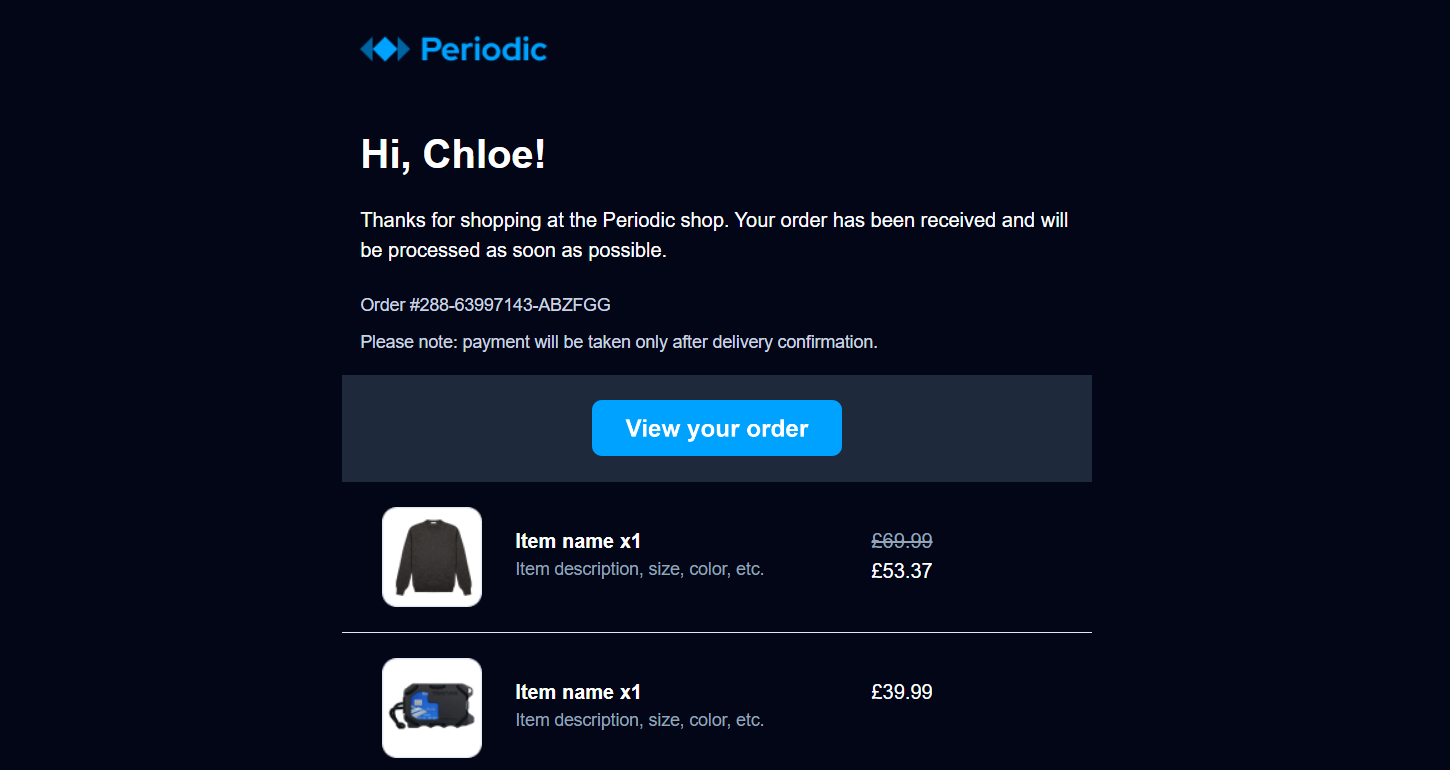 Periodic
Hi, Chloe!
Thanks for shopping at the Periodic shop. Your order has been received and will
be processed as soon as possible.
Order #288-63997143-ABZFGG
Please note: payment will be taken only after delivery confirmation.
View your order
Item name x1
£69.99
Item description, size, color, etc.
£53.37
Item name x1
£39.99
Item description, size, color, etc.